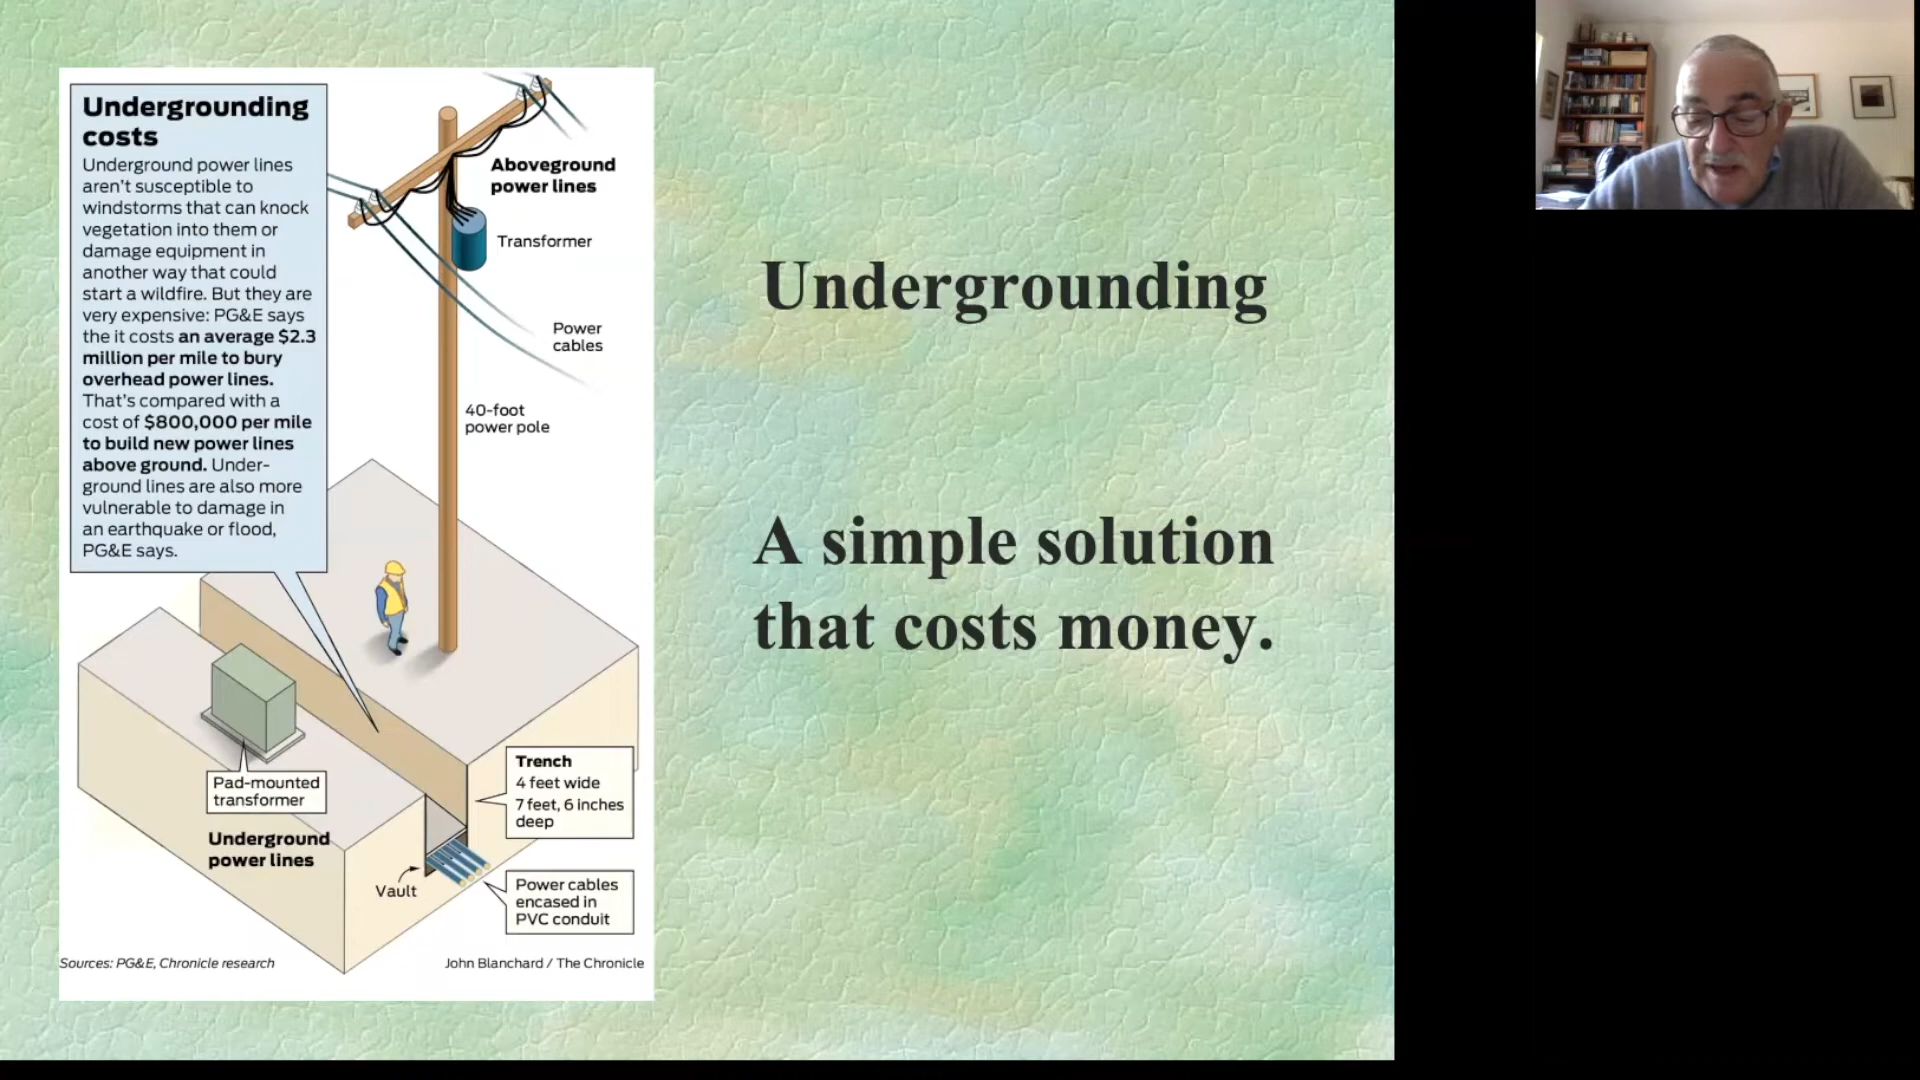 Undergrounding
costs
Underground power lines
aren't susceptible to
windstorms that can knock
vegetation into them or
damage equipment in
another way that could
start a wildfire. But they are
very expensive: PG&E says
the it costs an average $2.3
million per mile to bury
overhead power lines.
That's compared with a
cost of $800,000 per mile
to build new power lines
above ground. Under-
ground lines are also more
vulnerable to damage in
an earthquake or flood,
PG&E says.
Aboveground
power lines
Transformer
Power
cables
40-foot
power pole
Trench
4 feet wide
7 feet, 6 inches
deep
Pad-mounted
transformer
Underground
power lines
Vault
Power cables
encased in
PVC conduit
Sources: PG&E, Chronicle research
John Blanchard / The Chronicle
Undergrounding
A simple solution
that costs money.